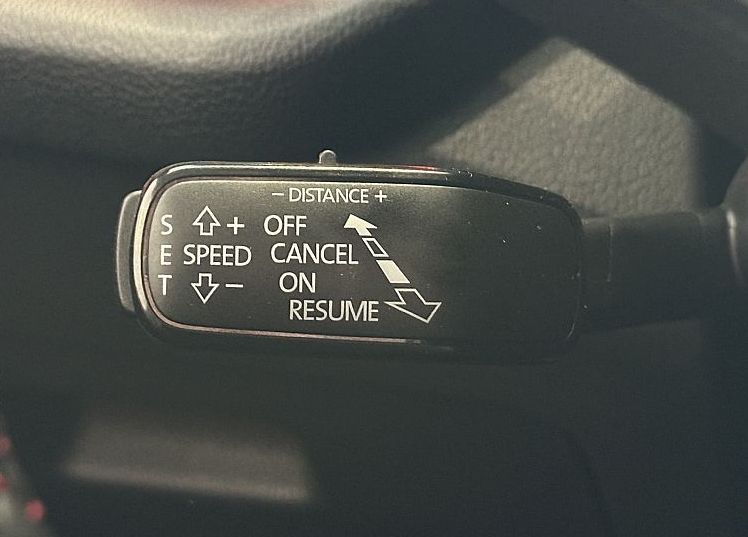 − DISTANCE +
S + OFF
E SPEED CANCEL
T − ON
RESUME